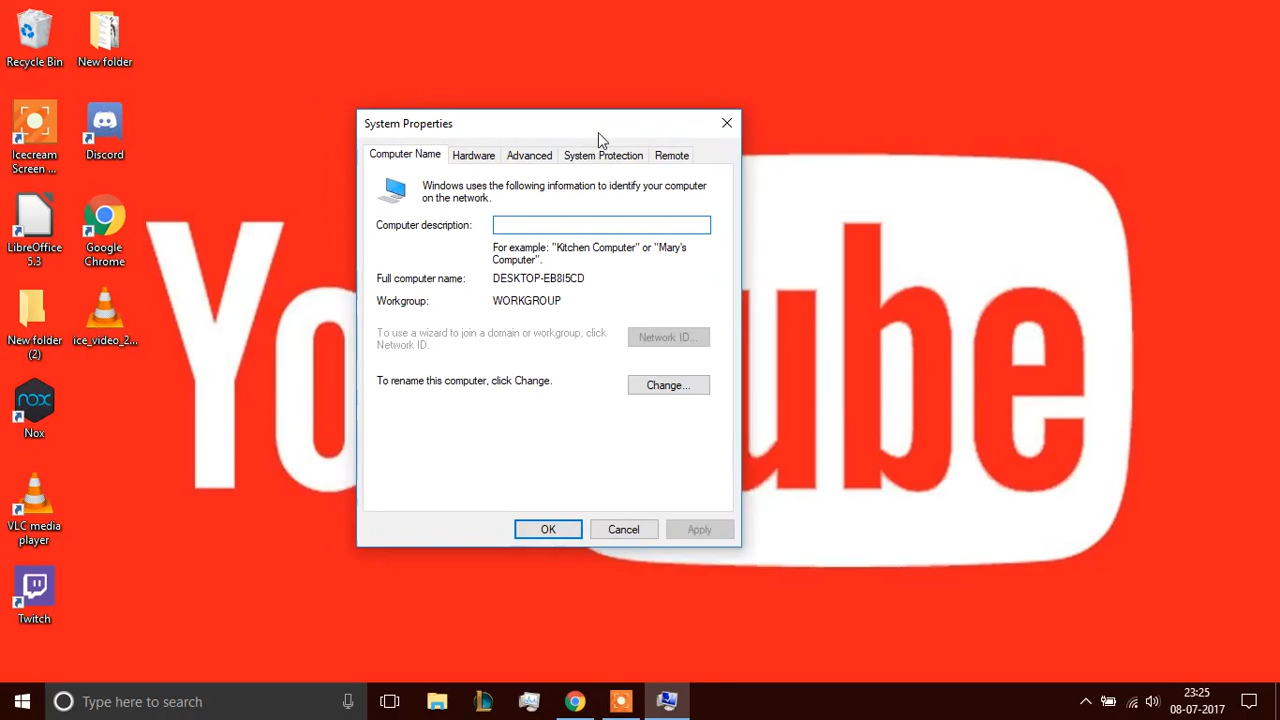 Recycle Bin
New folder
Icecream
Screen ...
Discord
LibreOffice
5.3
Google
Chrome
New folder
(2)
ice_video_2...
nox
Nox
VLC media
player
Twitch
You
ube
System Properties
Computer Name
Hardware
Advanced
System Protection
Remote
Windows uses the following information to identify your computer
on the network.
Computer description:
For example: "Kitchen Computer" or "Mary's
Computer".
Full computer name:
DESKTOP-EB8I5CD
Workgroup:
WORKGROUP
To use a wizard to join a domain or workgroup, click
Network ID.
Network ID...
To rename this computer, click Change.
Change...
OK
Cancel
Apply
Type here to search
23:25
08-07-2017